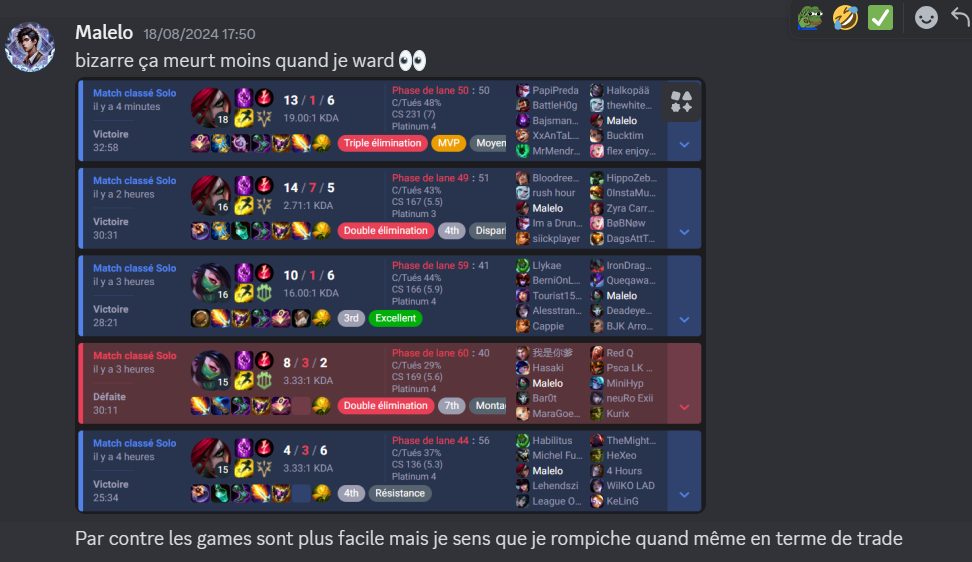 Malelo 18/08/2024 17:50
bizarre ça meurt moins quand je ward 👀
Match classé Solo
il y a 4 minutes
Victoire
32:58
18
13 / 1 / 6
19.00:1 KDA
Phase de lane 50 : 50
C/Tués 48%
CS 231 (7)
Platinum 4
Triple élimination MVP Moyen
PapiPreda Halkopää
BattleH0g thewhite...
Bajsman... Malelo
XxAnTaL... Bucktim
MrMendr... flex enjoy...
Match classé Solo
il y a 2 heures
Victoire
30:31
16
14 / 7 / 5
2.71:1 KDA
Phase de lane 49 : 51
C/Tués 43%
CS 167 (5.5)
Platinum 3
Double élimination 4th Dispar
Bloodree... HippoZeb...
rush hour 0InstaMu...
Malelo Zyra Carr...
Im a Drun... BøBNøw
siickplayer DagsAttT...
Match classé Solo
il y a 3 heures
Victoire
28:21
16
10 / 1 / 6
16.00:1 KDA
Phase de lane 59 : 41
C/Tués 44%
CS 166 (5.9)
Platinum 4
3rd Excellent
Llykae IronDrag...
BerniOnL... Queqawa...
Tourist15... Malelo
Alesstran... Deadeye...
Cappie BJK Arro...
Match classé Solo
il y a 3 heures
Défaite
30:11
15
8 / 3 / 2
3.33:1 KDA
Phase de lane 60 : 40
C/Tués 29%
CS 169 (5.6)
Platinum 4
Double élimination 7th Monta
我是你爹 Red Q
Hasaki Psca LK ...
Malelo MiniHyp
Bar0t neuRo Exii
MaraGoe... Kurix
Match classé Solo
il y a 4 heures
Victoire
25:34
15
4 / 3 / 6
3.33:1 KDA
Phase de lane 44 : 56
C/Tués 37%
CS 136 (5.3)
Platinum 4
4th Résistance
Habilitus TheMight...
Michel Fu... HeXeo
Malelo 4 Hours
Lehendszi WilKO LAD
League O... KeLinG
Par contre les games sont plus facile mais je sens que je rompiche quand même en terme de trade